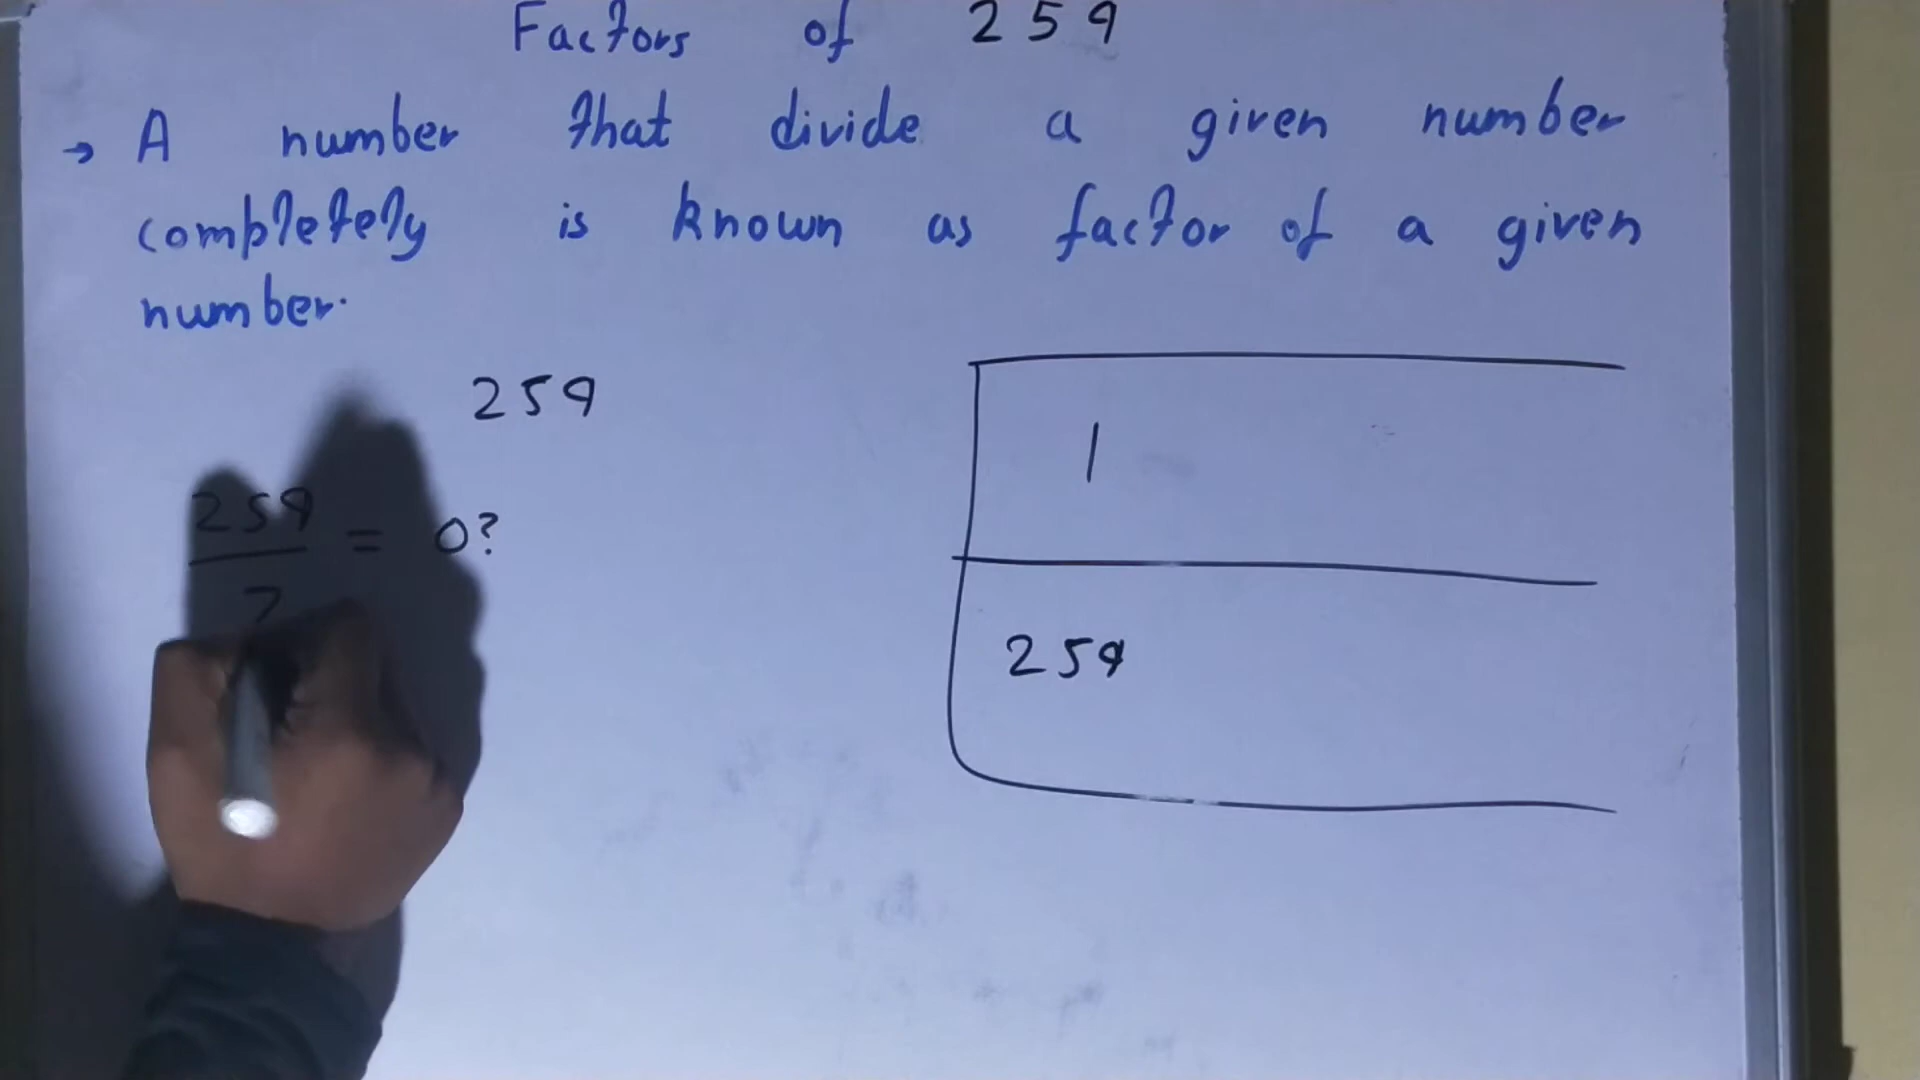 Factors of 259
→ A number that divide a given number
completely is known as factor of a given
number.
259
259 = 0?
7
1
259